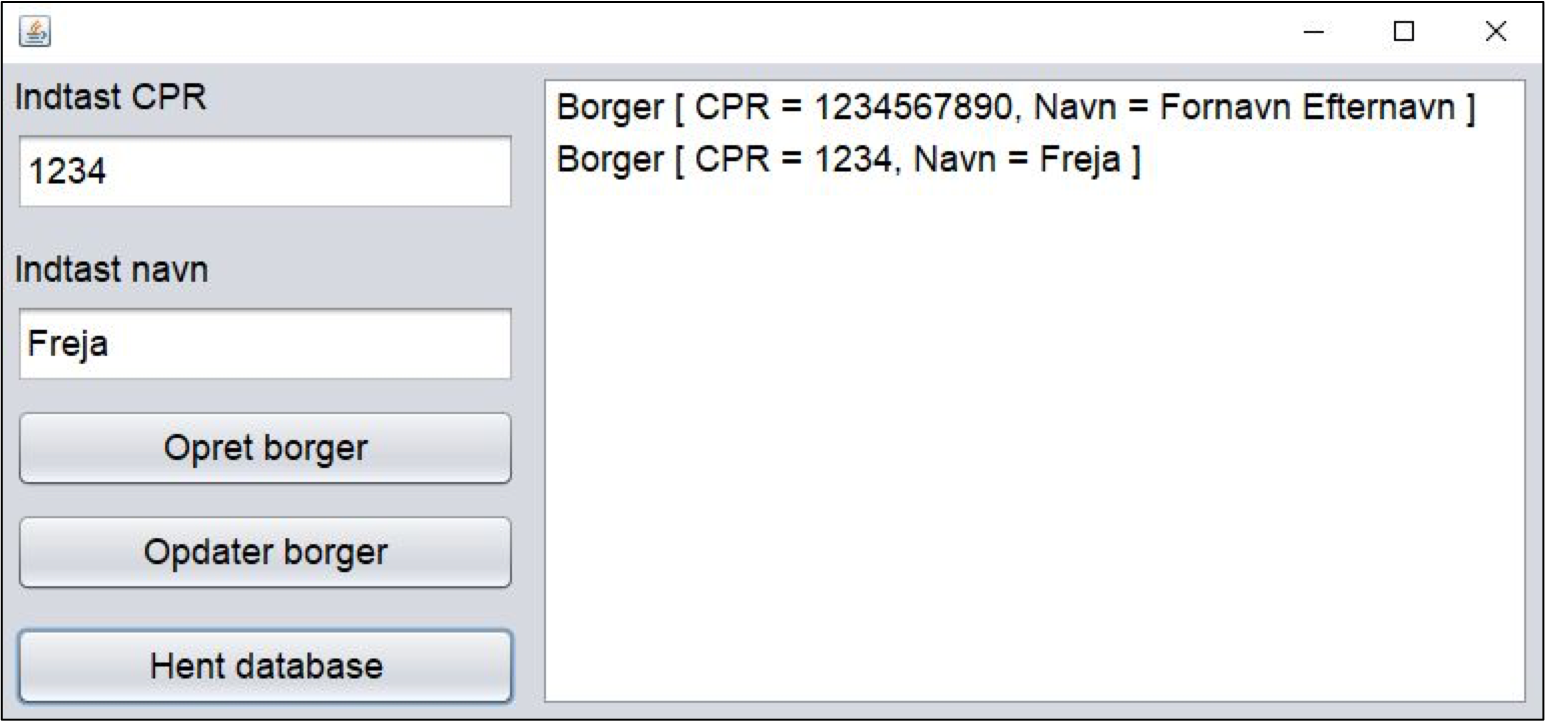 Indtast CPR
1234
Indtast navn
Freja
Opret borger
Opdater borger
Hent database
Borger [ CPR = 1234567890, Navn = Fornavn Efternavn ]
Borger [ CPR = 1234, Navn = Freja ]